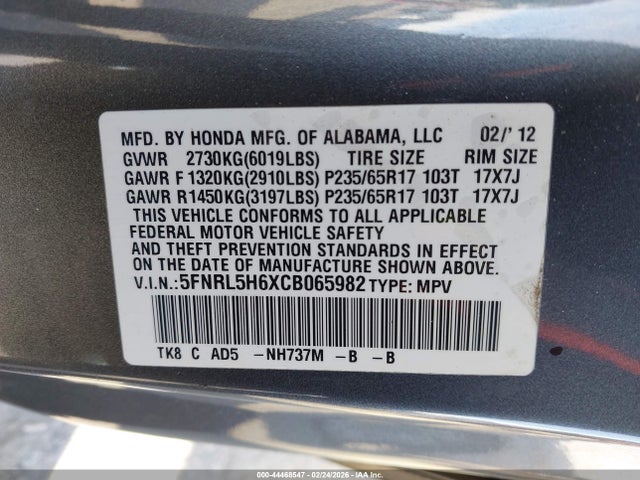 MFD. BY HONDA MFG. OF ALABAMA, LLC 02/' 12
GVWR 2730KG(6019LBS) TIRE SIZE RIM SIZE
GAWR F 1320KG(2910LBS) P235/65R17 103T 17X7J
GAWR R1450KG(3197LBS) P235/65R17 103T 17X7J
THIS VEHICLE CONFORMS TO ALL APPLICABLE
FEDERAL MOTOR VEHICLE SAFETY
AND THEFT PREVENTION STANDARDS IN EFFECT
ON THE DATE OF MANUFACTURE SHOWN ABOVE.
V.I.N.:5FNRL5H6XCB065982 TYPE: MPV
TK8 C AD5 -NH737M -B -B
000-44468547 - 02/24/2026 - IAAI.COM